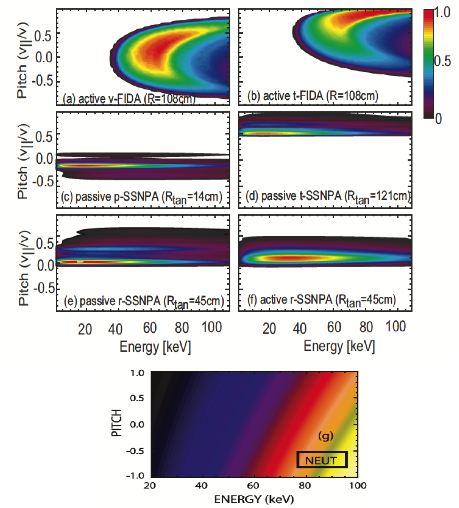 Pitch (v||/v)
0.5
0.0
-0.5
(a) active v-FIDA (R=108cm)
(b) active t-FIDA (R=108cm)
1.0
0.5
0
Pitch (v||/v)
0.5
0.0
-0.5
(c) passive p-SSNPA (Rtan=14cm)
(d) passive t-SSNPA (Rtan=121cm)
Pitch (v||/v)
0.5
0.0
-0.5
(e) passive r-SSNPA (Rtan=45cm)
(f) active r-SSNPA (Rtan=45cm)
20 40 60 80 100
20 40 60 80 100
Energy [keV]
Energy [keV]
PITCH
1.0
0.5
0.0
-0.5
-1.0
(g)
NEUT
20 40 60 80 100
ENERGY (keV)